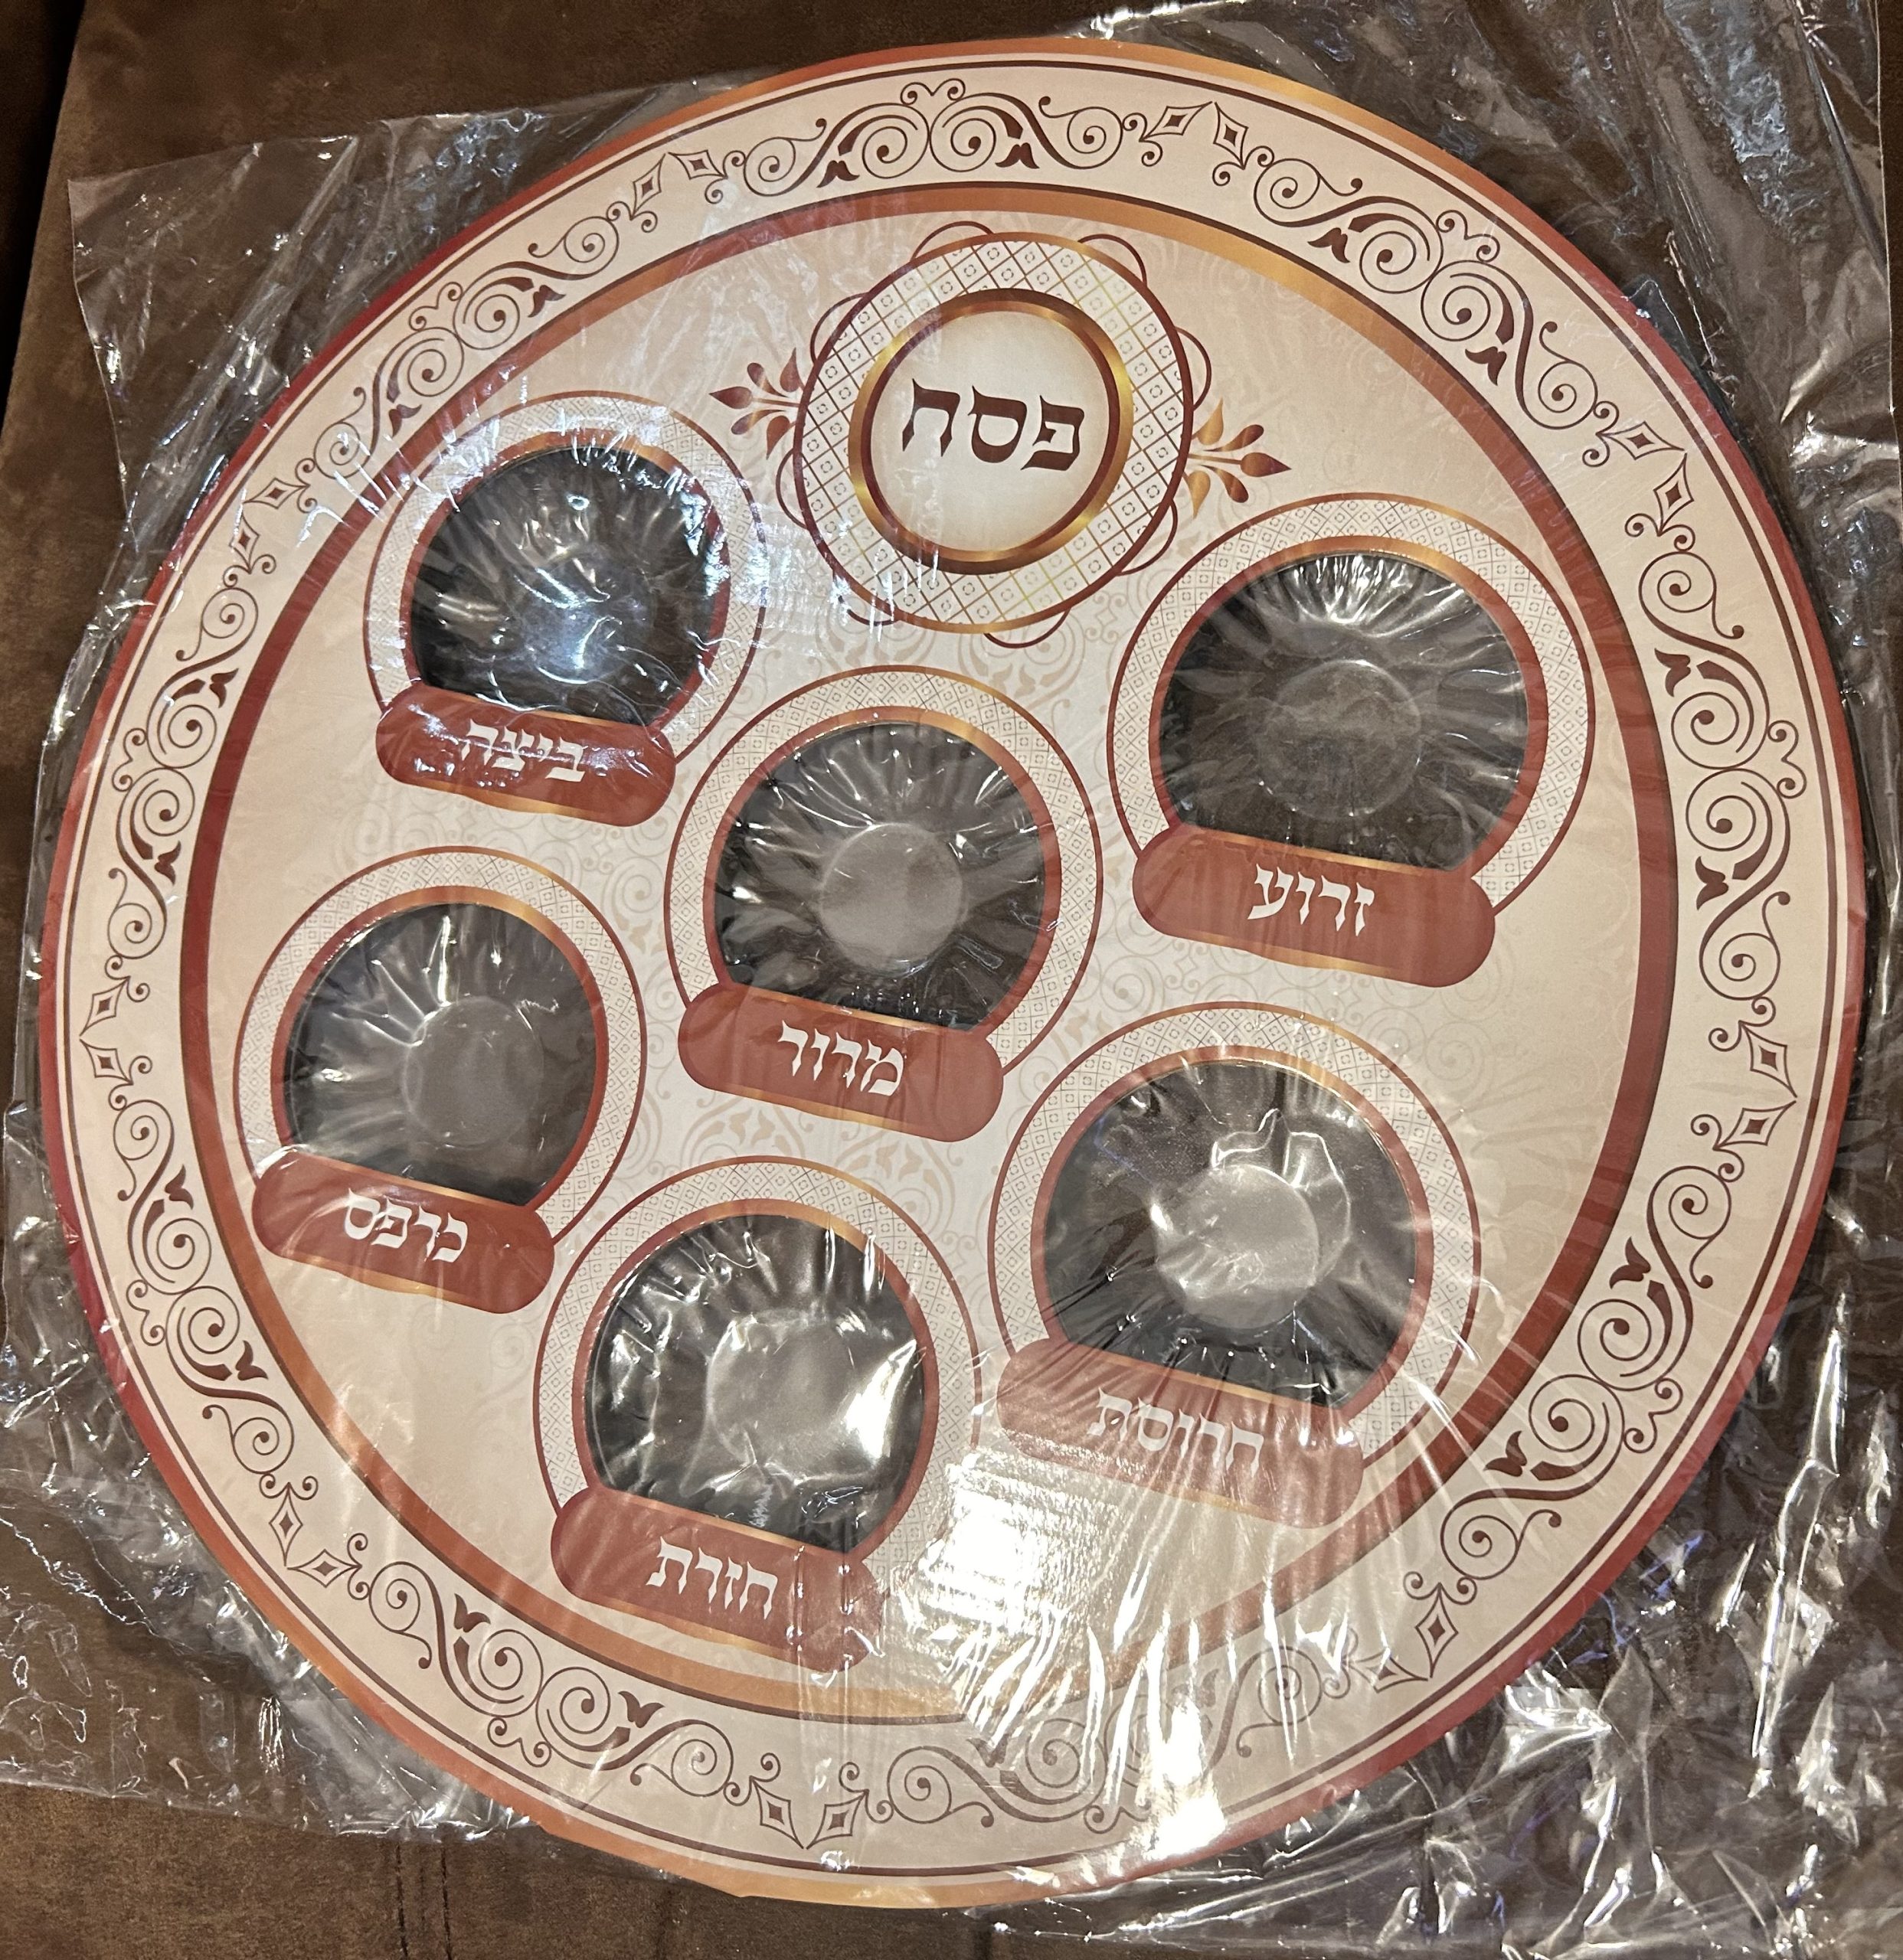 פסח
ביצה
זרוע
מרור
כרפס
חרוסת
חזרת